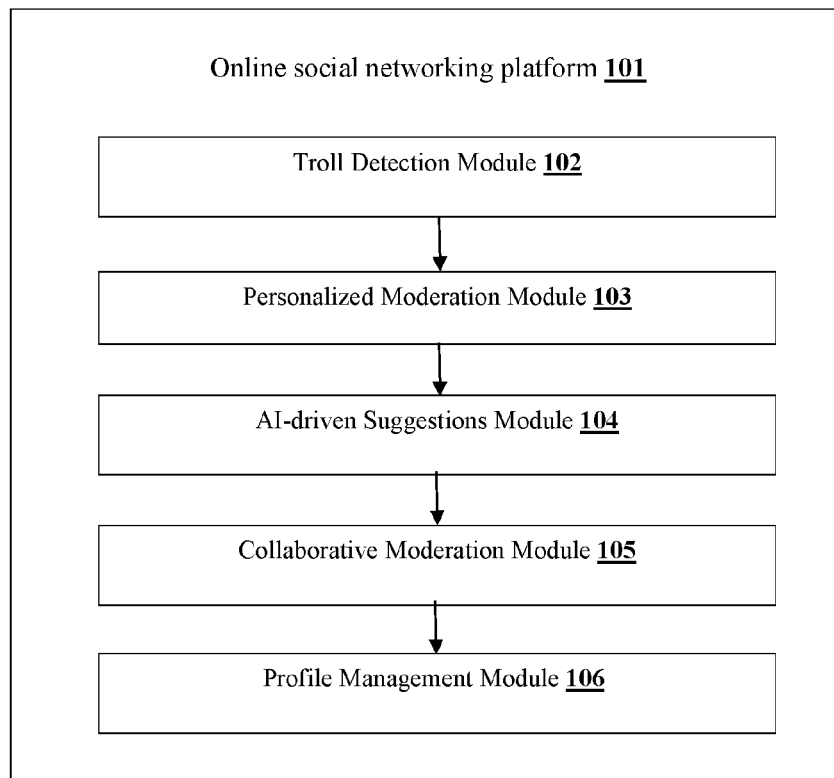 Online social networking platform 101
Troll Detection Module 102
Personalized Moderation Module 103
AI-driven Suggestions Module 104
Collaborative Moderation Module 105
Profile Management Module 106